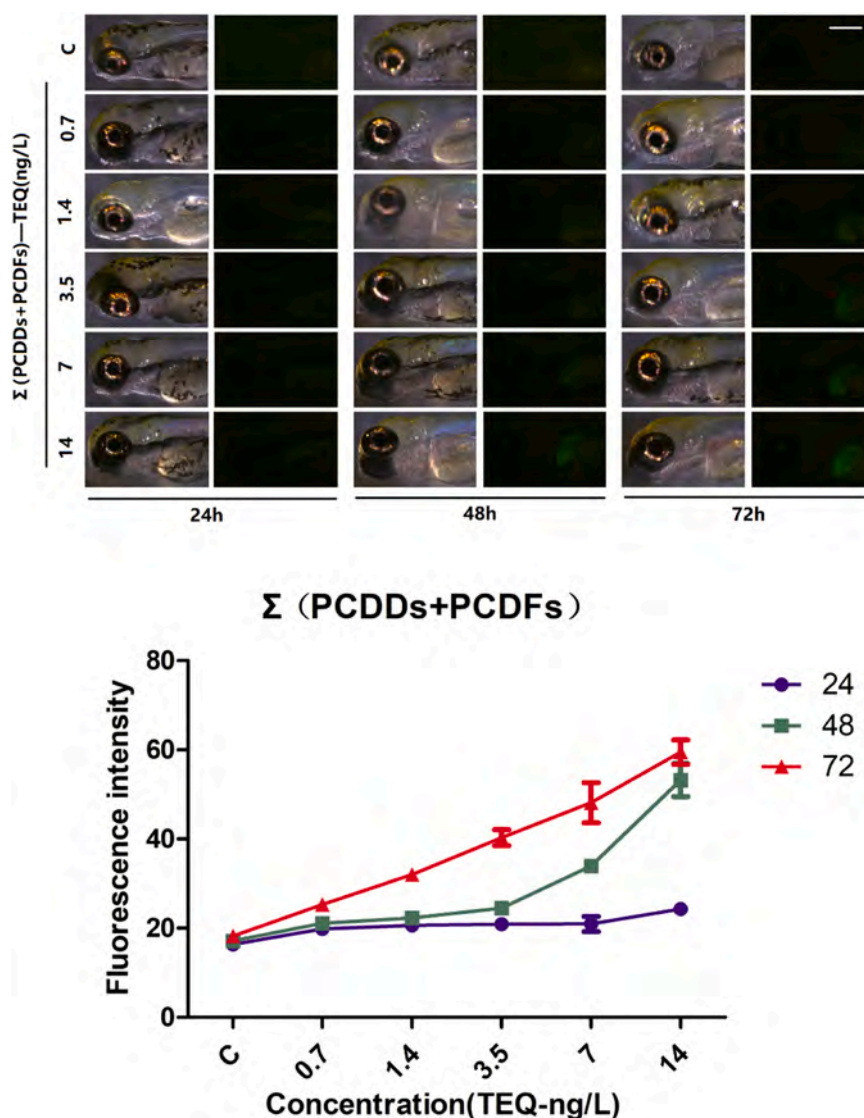 Σ (PCDDs+PCDFs)—TEQ(ng/L)
C
0.7
1.4
3.5
7
14
24h
48h
72h
Σ（PCDDs+PCDFs）
Fluorescence intensity
80
60
40
20
0
C
0.7
1.4
3.5
7
14
Concentration(TEQ-ng/L)
24
48
72